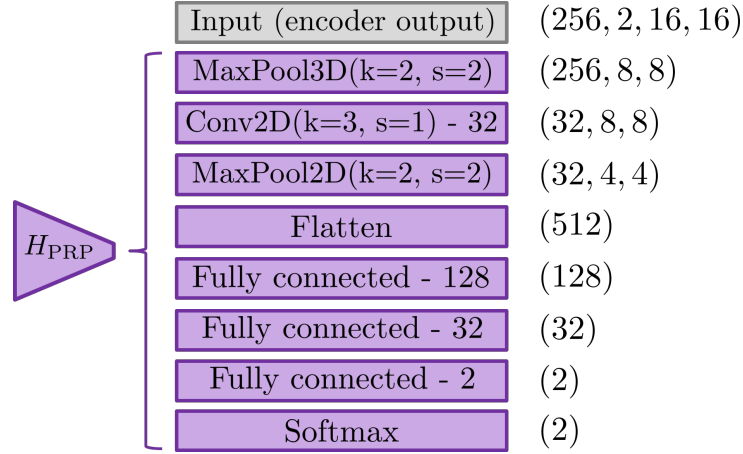 Input (encoder output) (256, 2, 16, 16)
MaxPool3D(k=2, s=2) (256, 8, 8)
Conv2D(k=3, s=1) - 32 (32, 8, 8)
MaxPool2D(k=2, s=2) (32, 4, 4)
Flatten (512)
H_PRP
Fully connected - 128 (128)
Fully connected - 32 (32)
Fully connected - 2 (2)
Softmax (2)